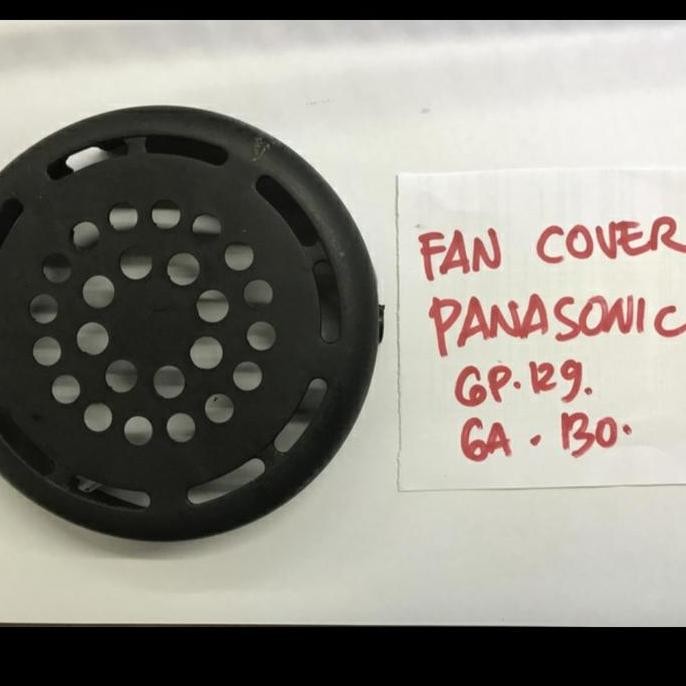 FAN COVER
PANASONIC
GP.129.
GA.130.